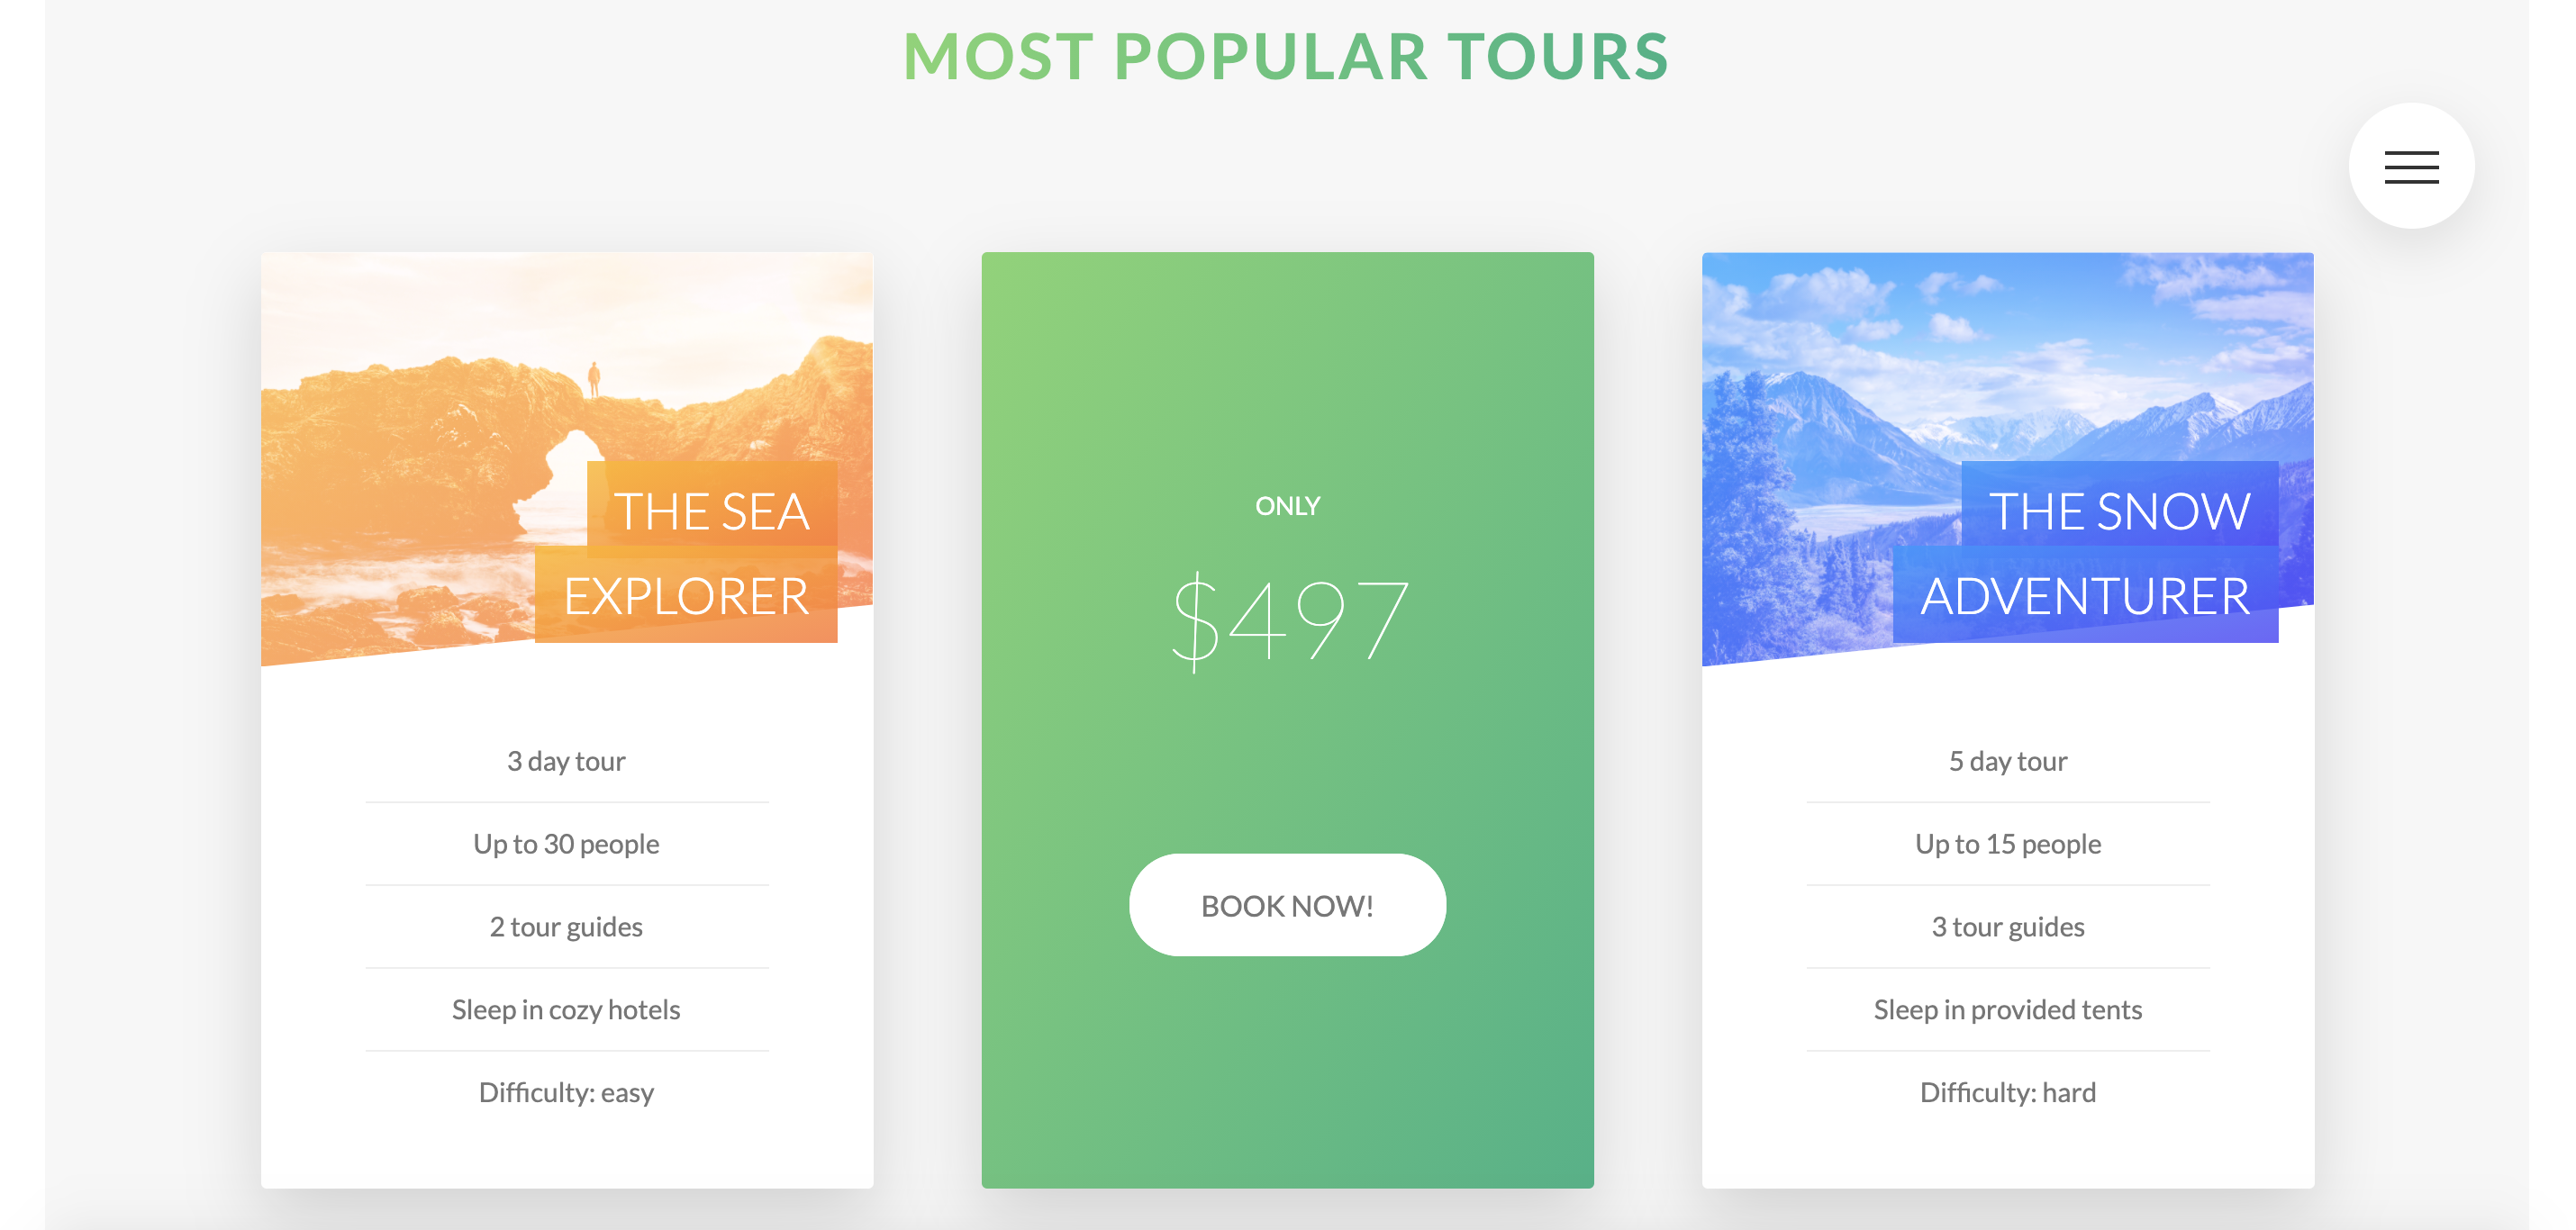 MOST POPULAR TOURS
THE SEA
EXPLORER
3 day tour
Up to 30 people
2 tour guides
Sleep in cozy hotels
Difficulty: easy
ONLY
$497
BOOK NOW!
THE SNOW
ADVENTURER
5 day tour
Up to 15 people
3 tour guides
Sleep in provided tents
Difficulty: hard